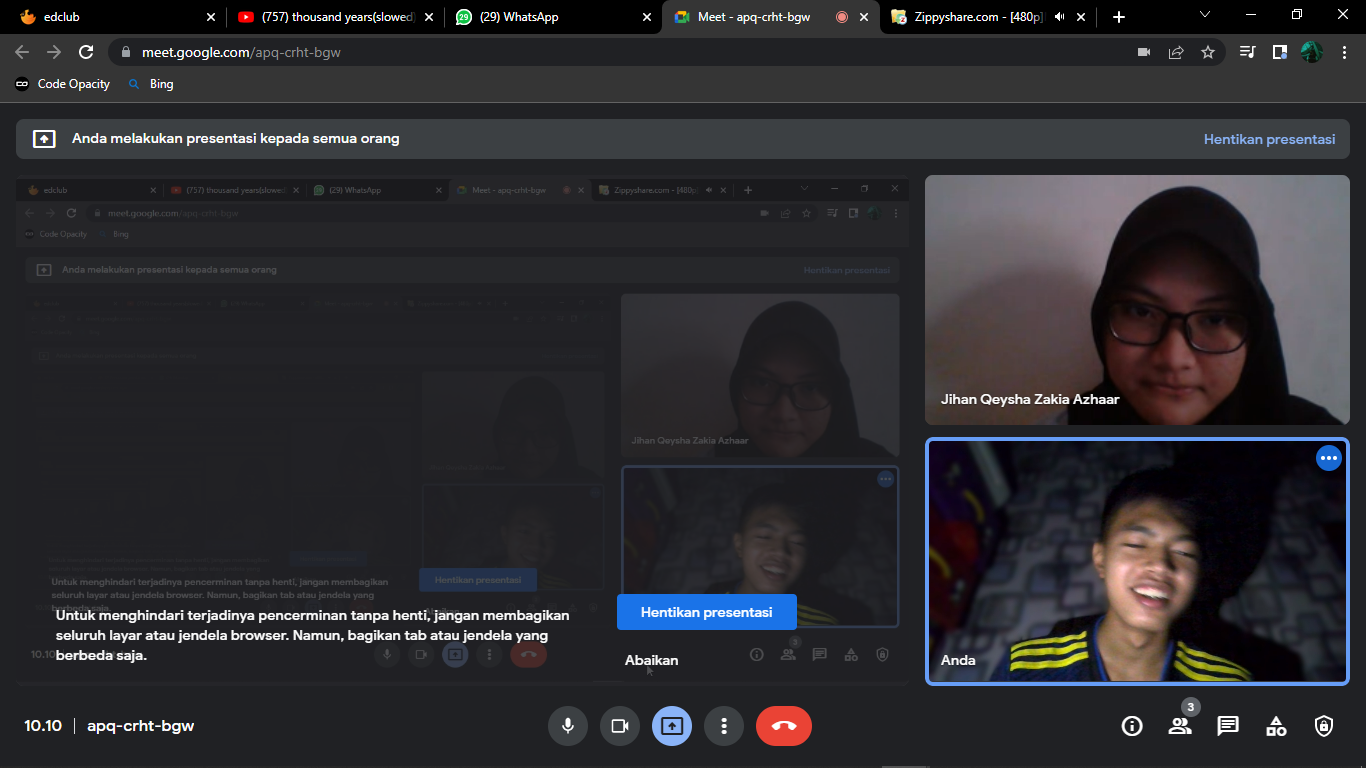 edclub
(757) thousand years(slowed)
(29) WhatsApp
Meet - apq-crht-bgw
Zippyshare.com - [480p]
meet.google.com/apq-crht-bgw
Code Opacity
Bing
Anda melakukan presentasi kepada semua orang
Hentikan presentasi
edclub
(757) thousand years(slowed
(29) WhatsApp
Meet - apq-crht-bgw
Zippyshare.com - [480p]
meet.google.com/apq-crht-bgw
Code Opacity
Bing
Anda melakukan presentasi kepada semua orang
Hentikan presentasi
Jihan Qeysha Zakia Azhaar
Jihan Qeysha Zakia Azhaar
Untuk menghindari terjadinya pencerminan tanpa henti, jangan membagikan
seluruh layar atau jendela browser. Namun, bagikan tab atau jendela yang
berbeda saja.
Hentikan presentasi
Untuk menghindari terjadinya pencerminan tanpa henti, jangan membagikan
seluruh layar atau jendela browser. Namun, bagikan tab atau jendela yang
berbeda saja.
Hentikan presentasi
Abaikan
Anda
10.10
3
10.10
apq-crht-bgw
3